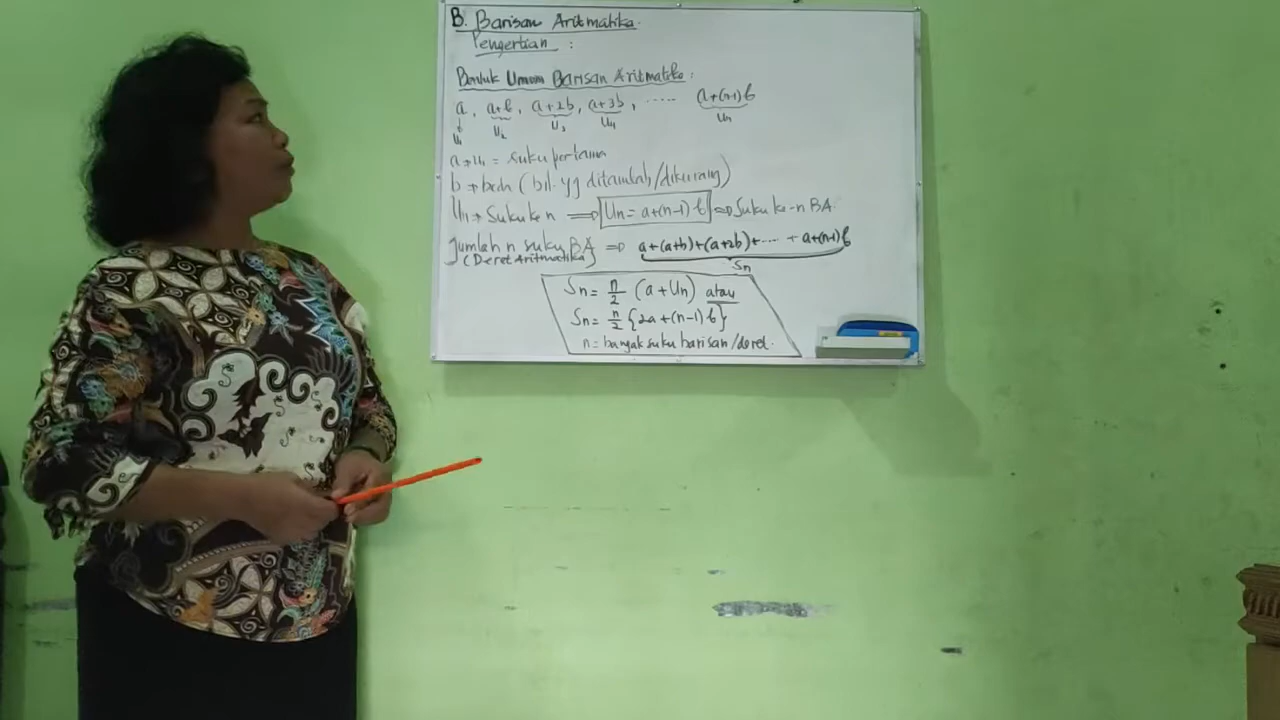 B. Barisan Aritmatika.
Pengertian :
Bentuk Umum Barisan Aritmatika :
a, a+b, a+2b, a+3b, ..... a+(n-1)b
↓ U₂ U₃ U₄ Un
U₁
a → U₁ = Suku pertama
b → beda (bil. yg ditambah/dikurang)
Un → Suku ke n ⇒ Un = a+(n-1) b ⇒ Suku ke-n BA.
Jumlah n suku BA ⇒ a+(a+b)+(a+2b)+....+ a+(n-1)b
(Deret Aritmatika) Sn
Sn = n/2 (a+Un) atau
Sn = n/2 {2a+(n-1) b}
n = banyak suku barisan/deret.